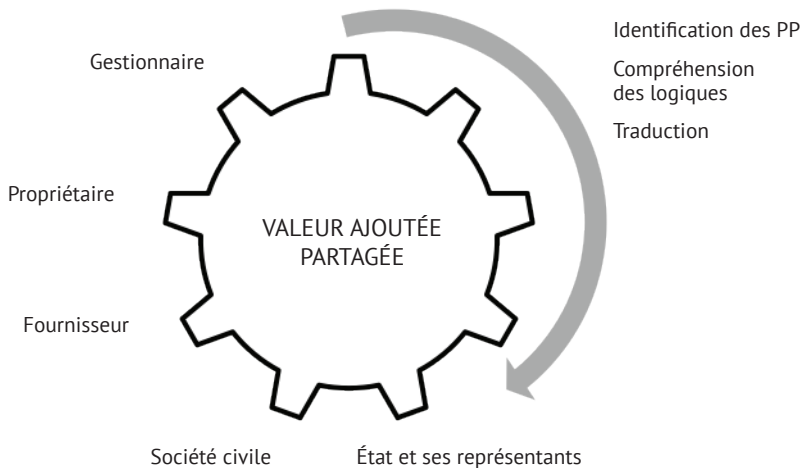 Identification des PP
Compréhension
des logiques
Traduction
Gestionnaire
Propriétaire
Fournisseur
Société civile
État et ses représentants
VALEUR AJOUTÉE
PARTAGÉE